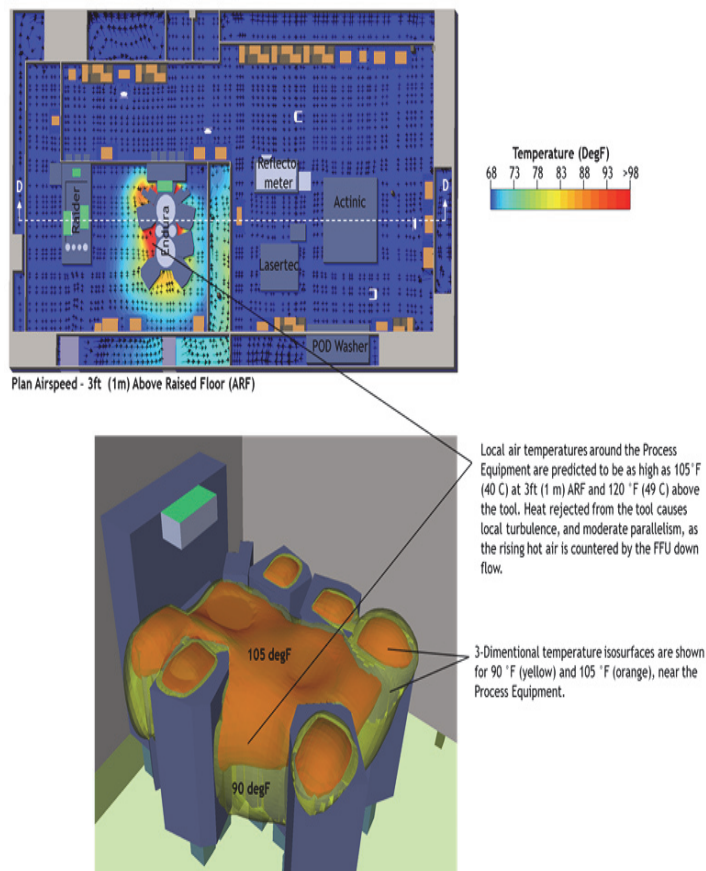 Temperature (DegF)
68 73 78 83 88 93 >98
D
D
Raider
Endura
Reflecto
meter
Actinic
Lasertec
POD Washer
Plan Airspeed - 3ft (1m) Above Raised Floor (ARF)
Local air temperatures around the Process
Equipment are predicted to be as high as 105°F
(40 C) at 3ft (1 m) ARF and 120 °F (49 C) above
the tool. Heat rejected from the tool causes
local turbulence, and moderate parallelism, as
the rising hot air is countered by the FFU down
flow.
105 degF
3-Dimentional temperature isosurfaces are shown
for 90 °F (yellow) and 105 °F (orange), near the
Process Equipment.
90 degF